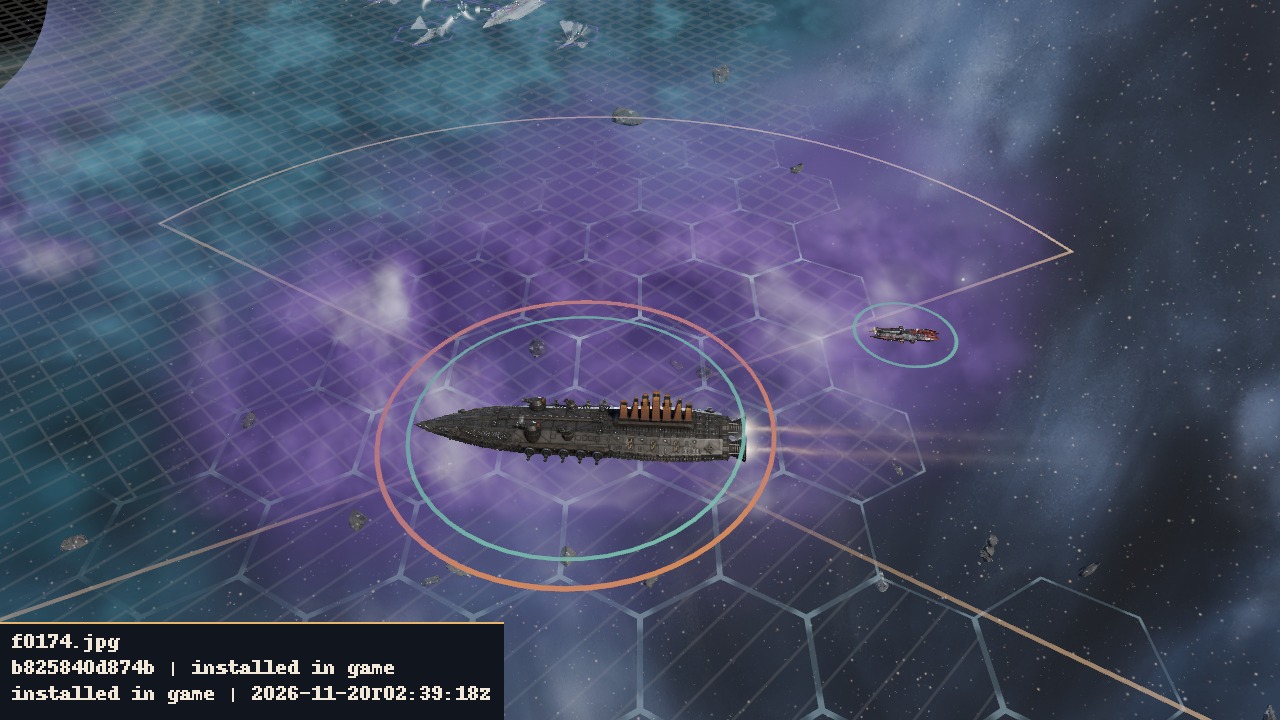 f0174.jpg
b825840d874b | installed in game
installed in game | 2026-11-20T02:39:18Z